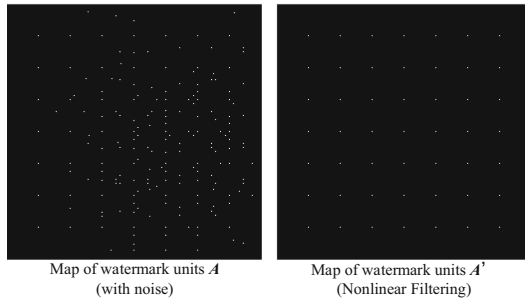 Map of watermark units A
(with noise)
Map of watermark units A’
(Nonlinear Filtering)